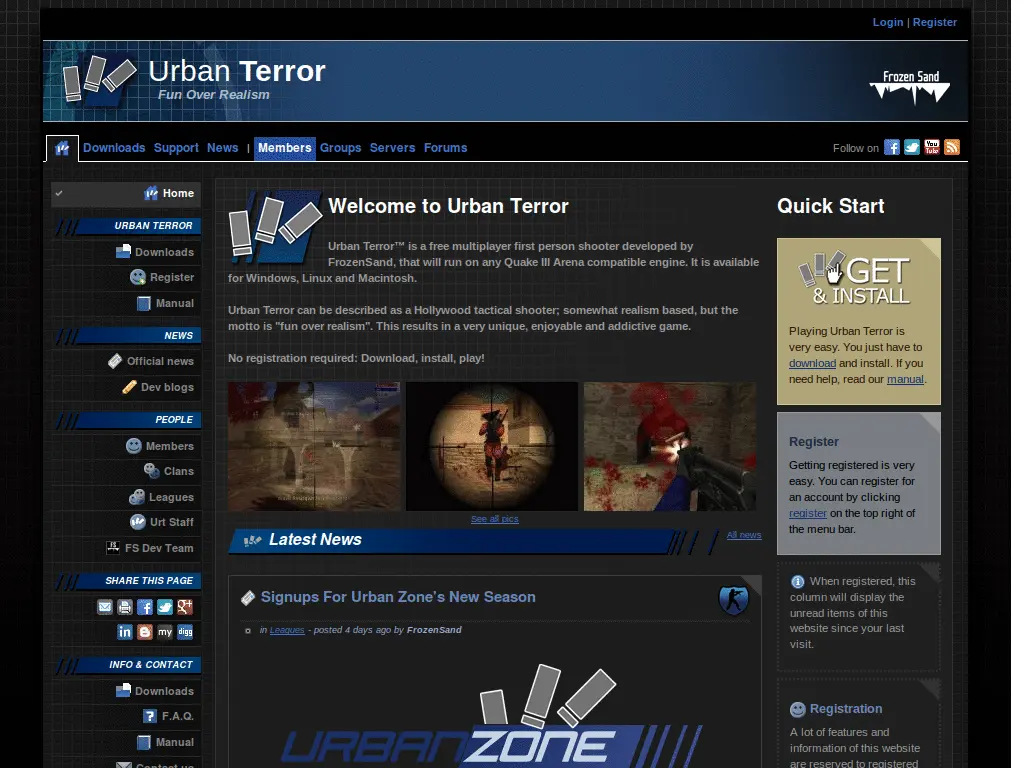 Login | Register
Urban Terror
Fun Over Realism
Frozen Sand
Downloads Support News | Members Groups Servers Forums
Follow on
Home
URBAN TERROR
Downloads
Register
Manual
NEWS
Official news
Dev blogs
PEOPLE
Members
Clans
Leagues
Urt Staff
FS Dev Team
SHARE THIS PAGE
in
my
digg
INFO & CONTACT
Downloads
F.A.Q.
Manual
Contact us
Welcome to Urban Terror
Urban Terror™ is a free multiplayer first person shooter developed by
FrozenSand, that will run on any Quake III Arena compatible engine. It is available
for Windows, Linux and Macintosh.
Urban Terror can be described as a Hollywood tactical shooter; somewhat realism based, but the
motto is "fun over realism". This results in a very unique, enjoyable and addictive game.
No registration required: Download, install, play!
See all pics
Latest News
All news
Signups For Urban Zone's New Season
in Leagues - posted 4 days ago by FrozenSand
URBANZONE
Quick Start
GET
& INSTALL
Playing Urban Terror is
very easy. You just have to
download and install. If you
need help, read our manual.
Register
Getting registered is very
easy. You can register for
an account by clicking
register on the top right of
the menu bar.
When registered, this
column will display the
unread items of this
website since your last
visit.
Registration
A lot of features and
information of this website
are reserved to registered